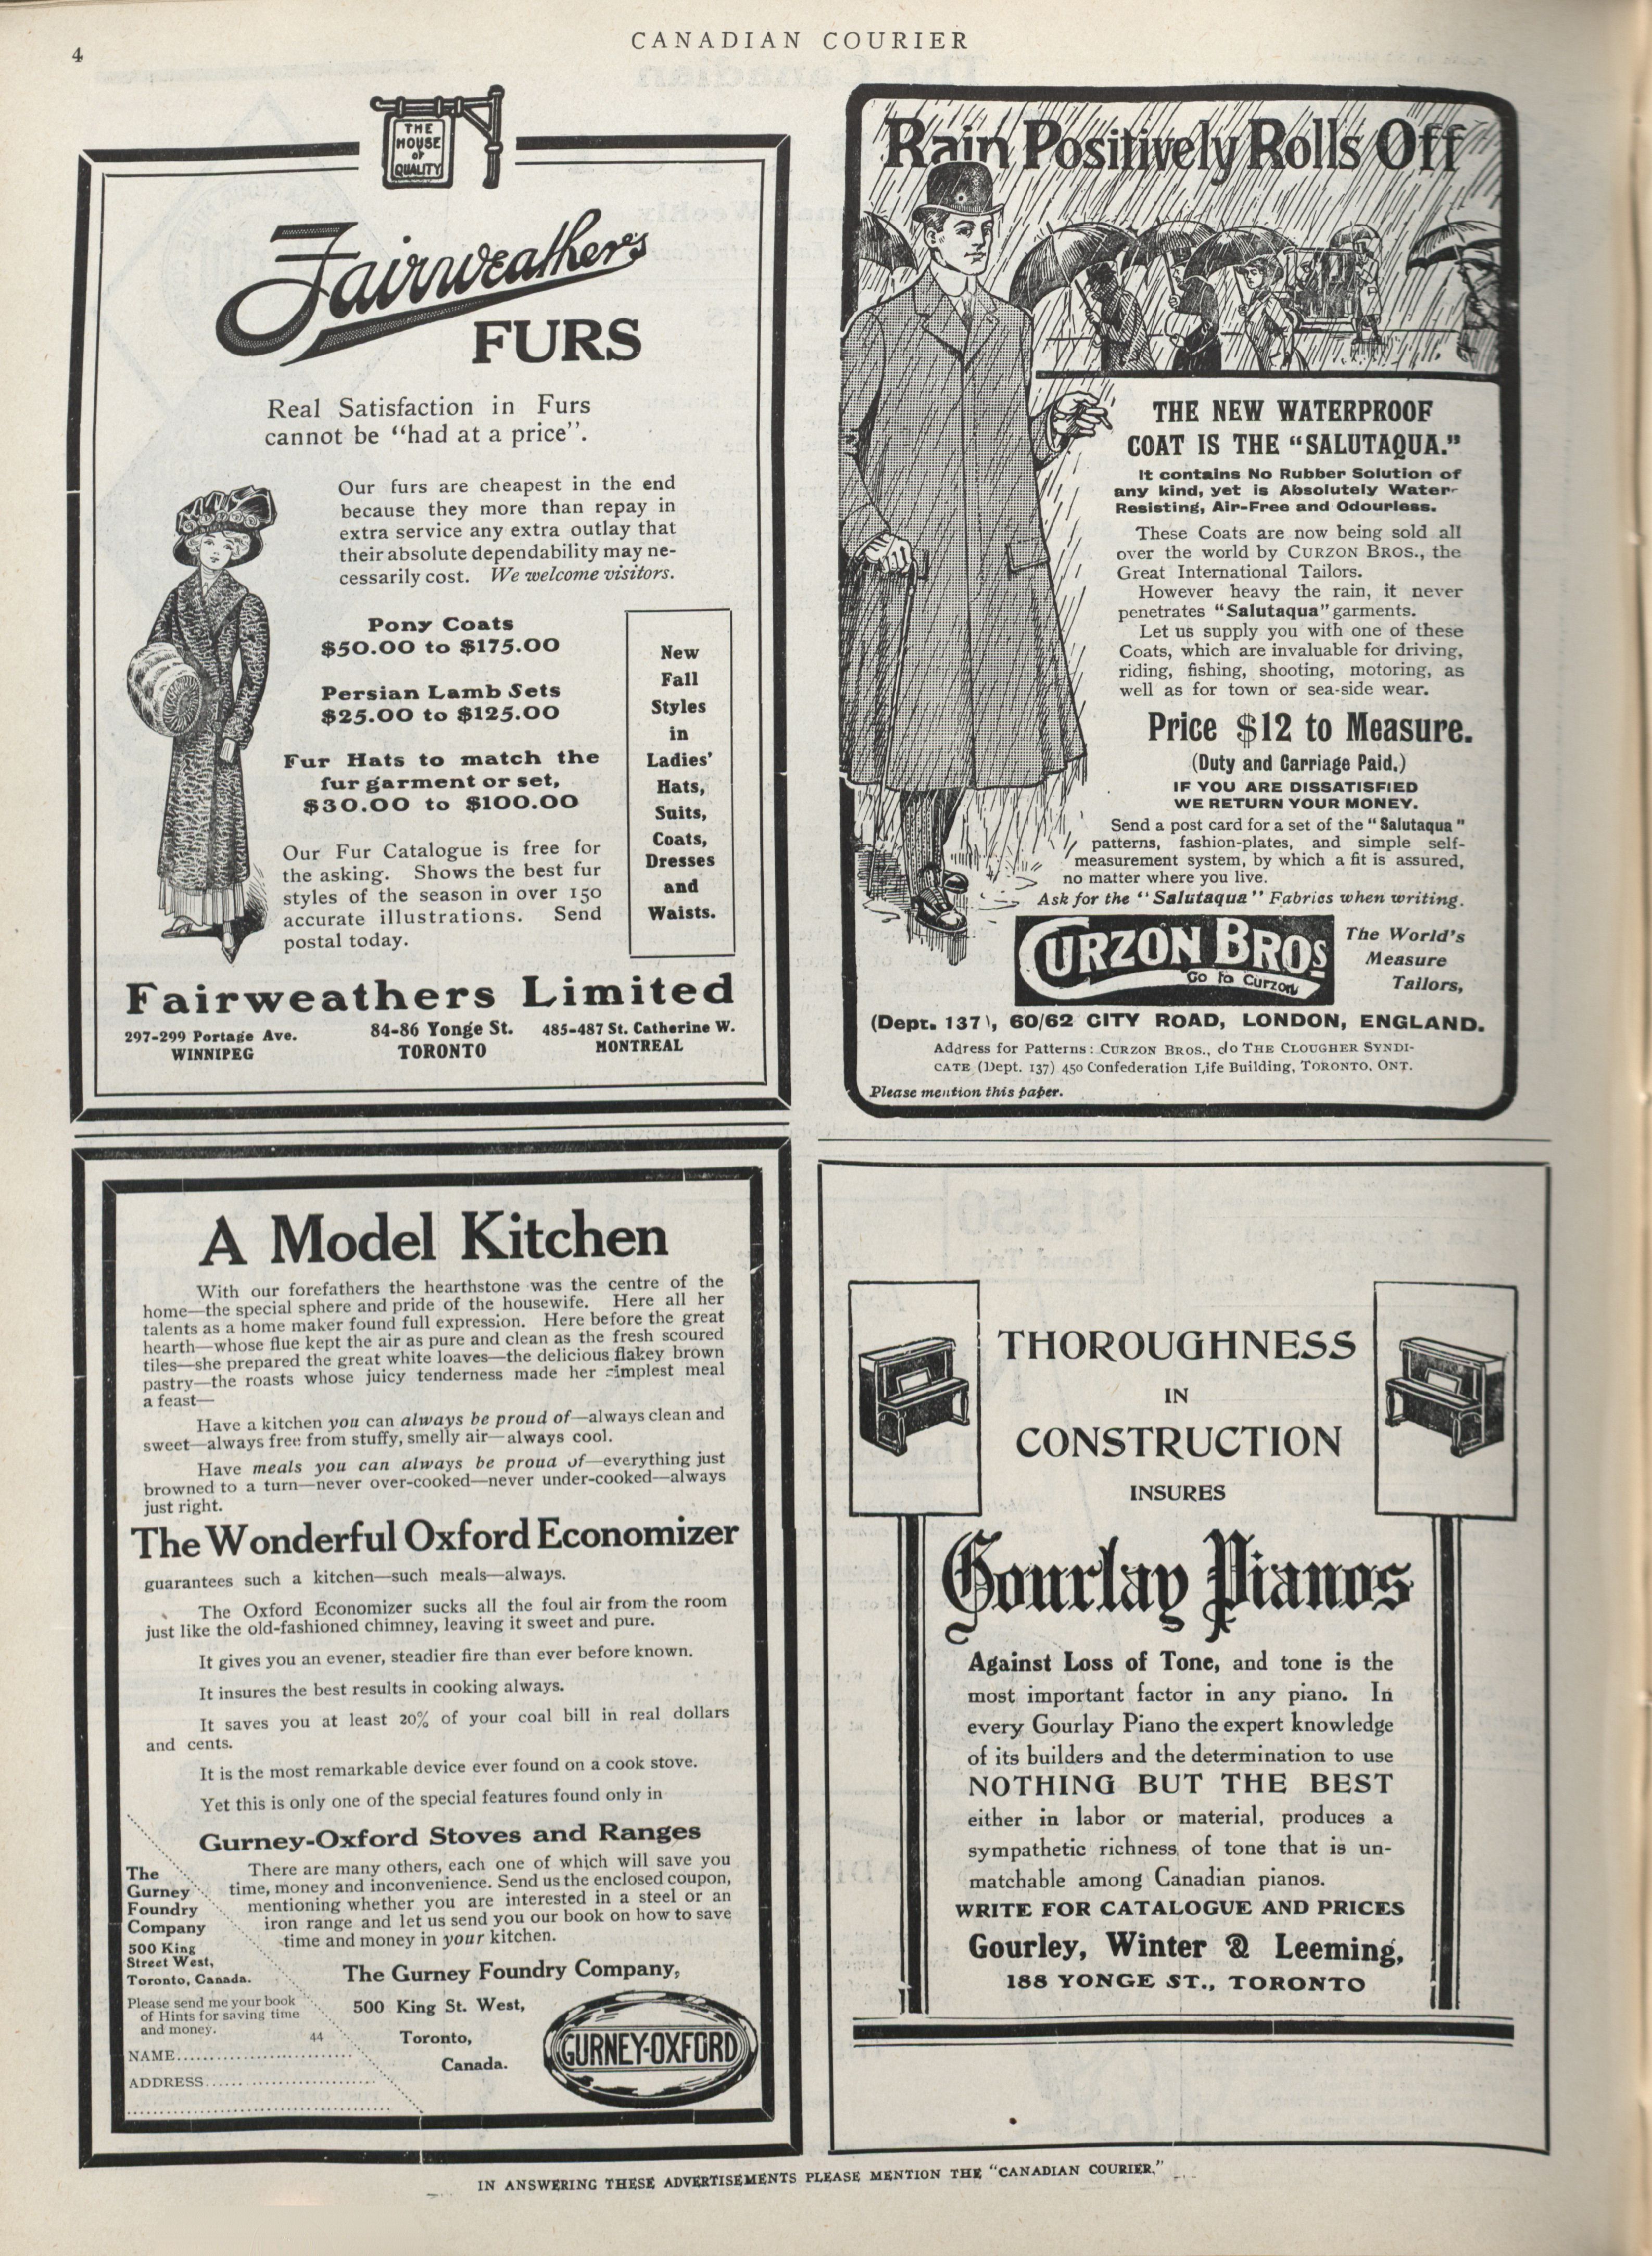 4
CANADIAN COURIER
THE
HOUSE
OF
QUALITY
Fairweathers
FURS
Real Satisfaction in Furs
cannot be "had at a price".
Our furs are cheapest in the end
because they more than repay in
extra service any extra outlay that
their absolute dependability may ne-
cessarily cost. We welcome visitors.
Pony Coats
$50.00 to $175.00
Persian Lamb Sets
$25.00 to $125.00
Fur Hats to match the
fur garment or set,
$30.00 to $100.00
Our Fur Catalogue is free for
the asking. Shows the best fur
styles of the season in over 150
accurate illustrations. Send
postal today.
New
Fall
Styles
in
Ladies'
Hats,
Suits,
Coats,
Dresses
and
Waists.
Fairweathers Limited
297-299 Portage Ave.
WINNIPEG
84-86 Yonge St.
TORONTO
485-487 St. Catherine W.
MONTREAL
Rain Positively Rolls Off
THE NEW WATERPROOF
COAT IS THE "SALUTAQUA."
It contains No Rubber Solution of
any kind, yet is Absolutely Water-
Resisting, Air-Free and Odourless.
These Coats are now being sold all
over the world by CURZON BROS., the
Great International Tailors.
However heavy the rain, it never
penetrates "Salutaqua" garments.
Let us supply you with one of these
Coats, which are invaluable for driving,
riding, fishing, shooting, motoring, as
well as for town or sea-side wear.
Price $12 to Measure.
(Duty and Carriage Paid.)
IF YOU ARE DISSATISFIED
WE RETURN YOUR MONEY.
Send a post card for a set of the "Salutaqua"
patterns, fashion-plates, and simple self-
measurement system, by which a fit is assured,
no matter where you live.
Ask for the "Salutaqua" Fabrics when writing.
CURZON BROS
Go to Curzon
The World's
Measure
Tailors,
(Dept. 137), 60/62 CITY ROAD, LONDON, ENGLAND.
Address for Patterns: CURZON BROS., c/o THE CLOUGHER SYNDI-
CATE (Dept. 137) 450 Confederation Life Building, TORONTO, ONT.
Please mention this paper.
A Model Kitchen
With our forefathers the hearthstone was the centre of the
home—the special sphere and pride of the housewife. Here all her
talents as a home maker found full expression. Here before the great
hearth—whose flue kept the air as pure and clean as the fresh scoured
tiles—she prepared the great white loaves—the delicious flakey brown
pastry—the roasts whose juicy tenderness made her simplest meal
a feast—
Have a kitchen you can always be proud of—always clean and
sweet—always free from stuffy, smelly air—always cool.
Have meals you can always be proud of—everything just
browned to a turn—never over-cooked—never under-cooked—always
just right.
The Wonderful Oxford Economizer
guarantees such a kitchen—such meals—always.
The Oxford Economizer sucks all the foul air from the room
just like the old-fashioned chimney, leaving it sweet and pure.
It gives you an evener, steadier fire than ever before known.
It insures the best results in cooking always.
It saves you at least 20% of your coal bill in real dollars
and cents.
It is the most remarkable device ever found on a cook stove.
Yet this is only one of the special features found only in
Gurney-Oxford Stoves and Ranges
There are many others, each one of which will save you
time, money and inconvenience. Send us the enclosed coupon,
mentioning whether you are interested in a steel or an
iron range and let us send you our book on how to save
time and money in your kitchen.
The Gurney Foundry Company,
500 King St. West,
Toronto,
Canada.
GURNEY-OXFORD
The
Gurney
Foundry
Company
500 King
Street West,
Toronto, Canada.
Please send me your book
of Hints for saving time
and money.
44
NAME
ADDRESS
THOROUGHNESS
IN
CONSTRUCTION
INSURES
Gourlay Pianos
Against Loss of Tone, and tone is the
most important factor in any piano. In
every Gourlay Piano the expert knowledge
of its builders and the determination to use
NOTHING BUT THE BEST
either in labor or material, produces a
sympathetic richness of tone that is un-
matchable among Canadian pianos.
WRITE FOR CATALOGUE AND PRICES
Gourley, Winter & Leeming,
188 YONGE ST., TORONTO
IN ANSWERING THESE ADVERTISEMENTS PLEASE MENTION THE "CANADIAN COURIER."